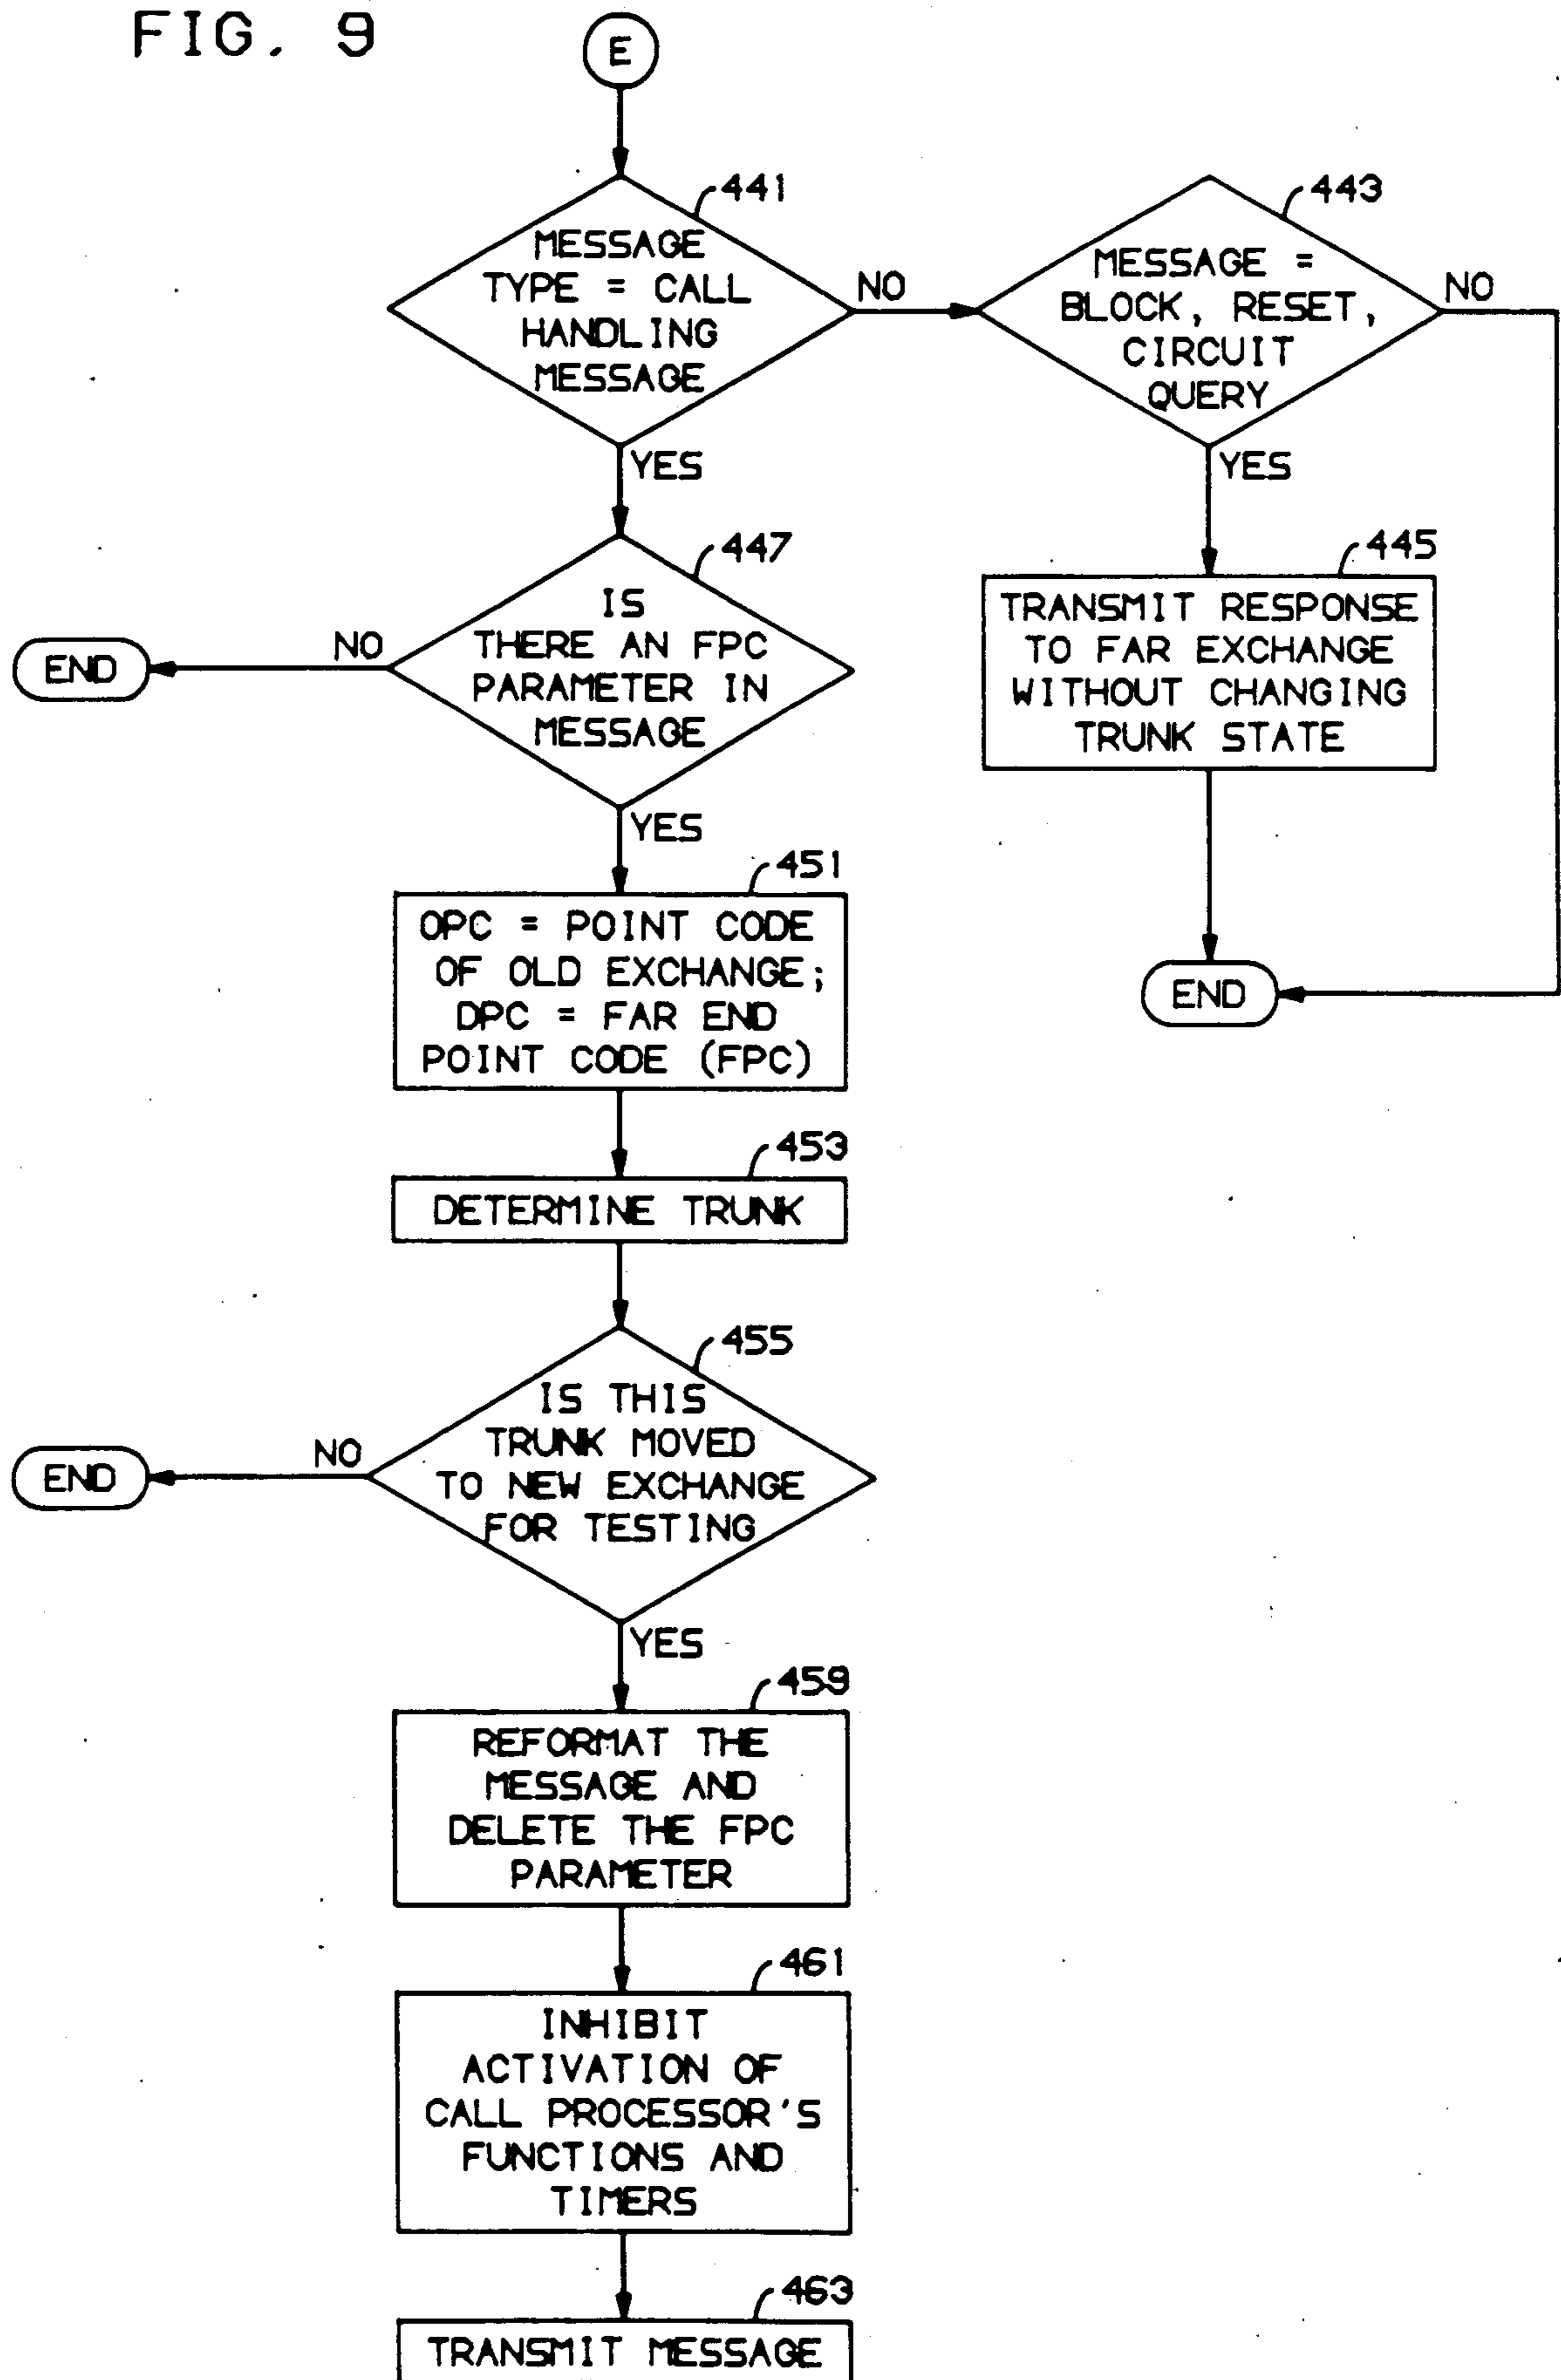 FIG. 9
E
441
MESSAGE
TYPE = CALL
HANDLING
MESSAGE
NO
YES
443
MESSAGE =
BLOCK, RESET,
CIRCUIT
QUERY
NO
YES
445
TRANSMIT RESPONSE
TO FAR EXCHANGE
WITHOUT CHANGING
TRUNK STATE
END
447
IS
THERE AN FPC
PARAMETER IN
MESSAGE
NO
END
YES
451
OPC = POINT CODE
OF OLD EXCHANGE;
DPC = FAR END
POINT CODE (FPC)
453
DETERMINE TRUNK
455
IS THIS
TRUNK MOVED
TO NEW EXCHANGE
FOR TESTING
NO
END
YES
459
REFORMAT THE
MESSAGE AND
DELETE THE FPC
PARAMETER
461
INHIBIT
ACTIVATION OF
CALL PROCESSOR'S
FUNCTIONS AND
TIMERS
463
TRANSMIT MESSAGE